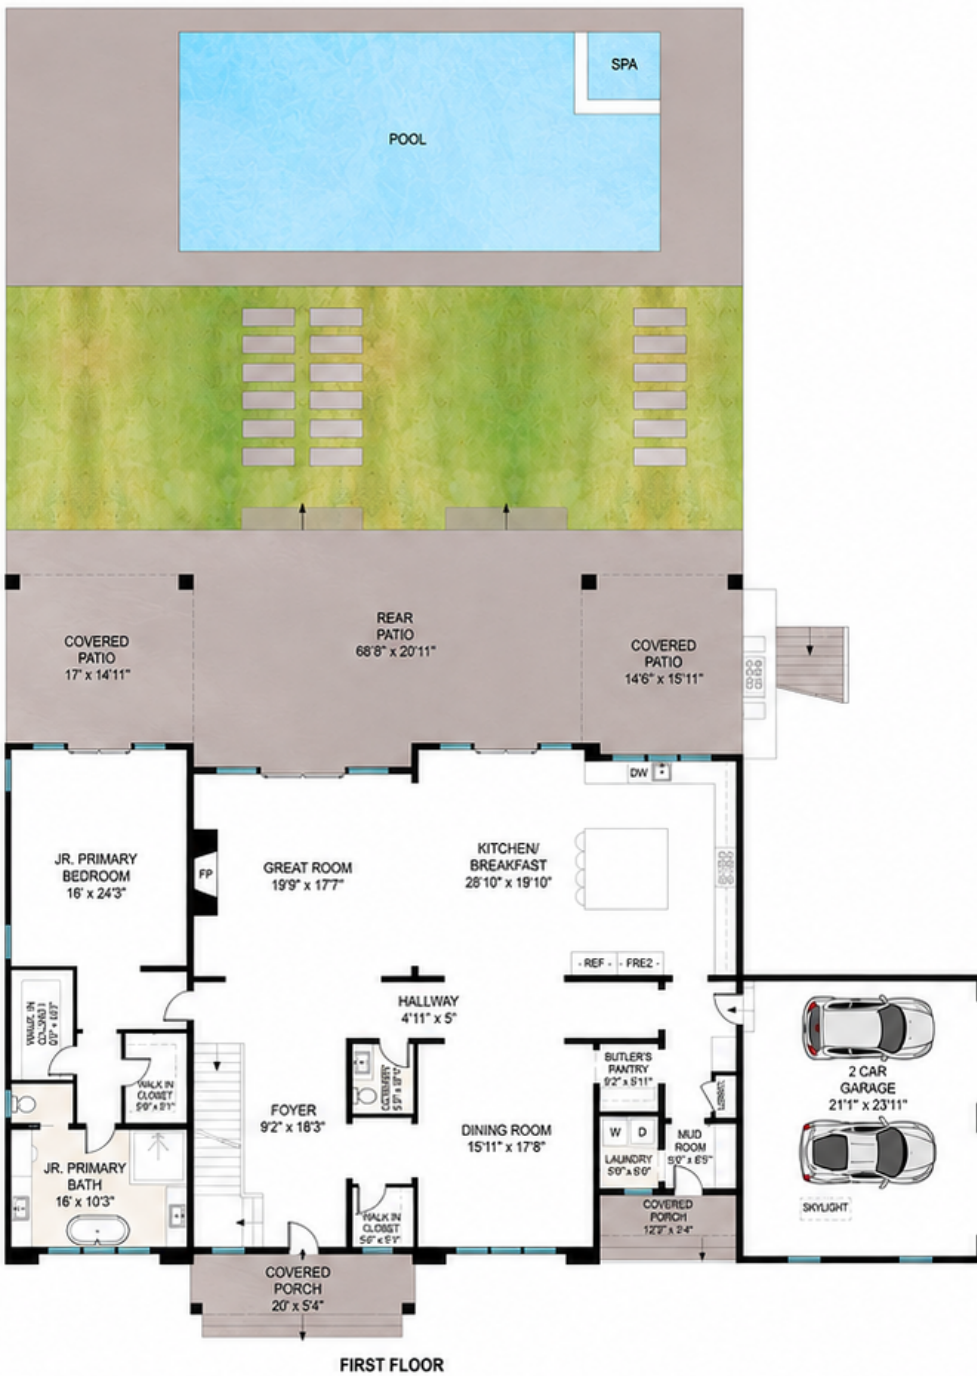 SPA
POOL
REAR
PATIO
68'8" x 20'11"
COVERED
PATIO
17' x 14'11"
COVERED
PATIO
14'6" x 15'11"
DW
JR. PRIMARY
BEDROOM
16' x 24'3"
FP
GREAT ROOM
19'9" x 17'7"
KITCHEN/
BREAKFAST
28'10" x 19'10"
REF
FRE2
HALLWAY
4'11" x 5"
WALK IN
CLOSET
BUTLER'S
PANTRY
9'2" x 5'11"
2 CAR
GARAGE
21'1" x 23'11"
FOYER
9'2" x 18'3"
DINING ROOM
15'11" x 17'8"
W
D
LAUNDRY
MUD
ROOM
JR. PRIMARY
BATH
16' x 10'3"
WALK IN
CLOSET
SKYLIGHT
COVERED
PORCH
COVERED
PORCH
20' x 5'4"
FIRST FLOOR